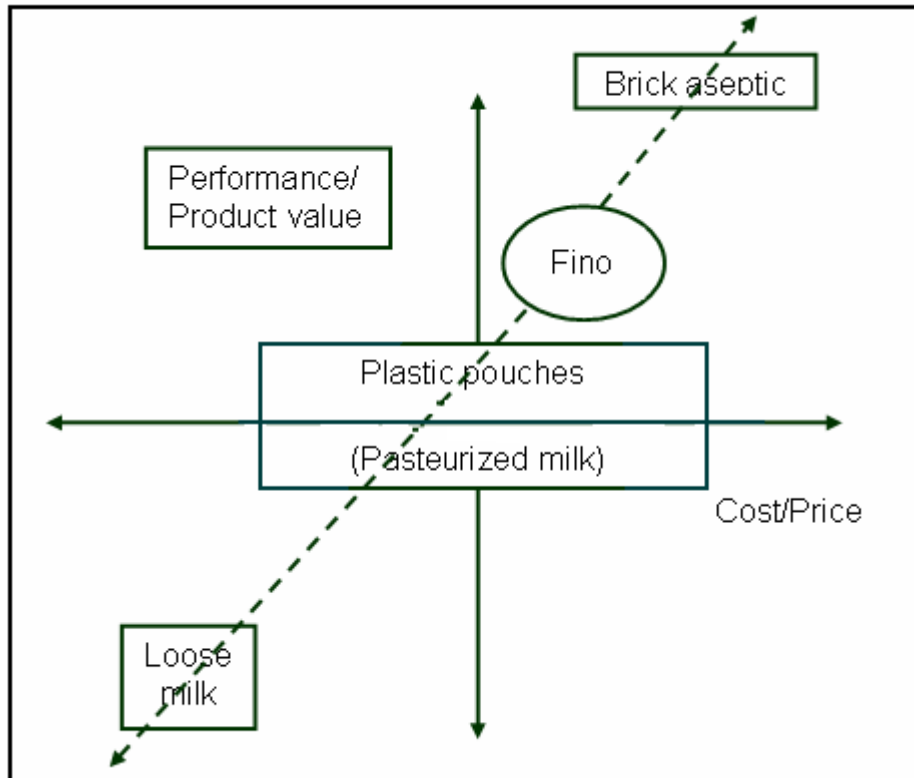 Brick aseptic
Performance/
Product value
Fino
Plastic pouches
(Pasteurized milk)
Cost/Price
Loose
milk